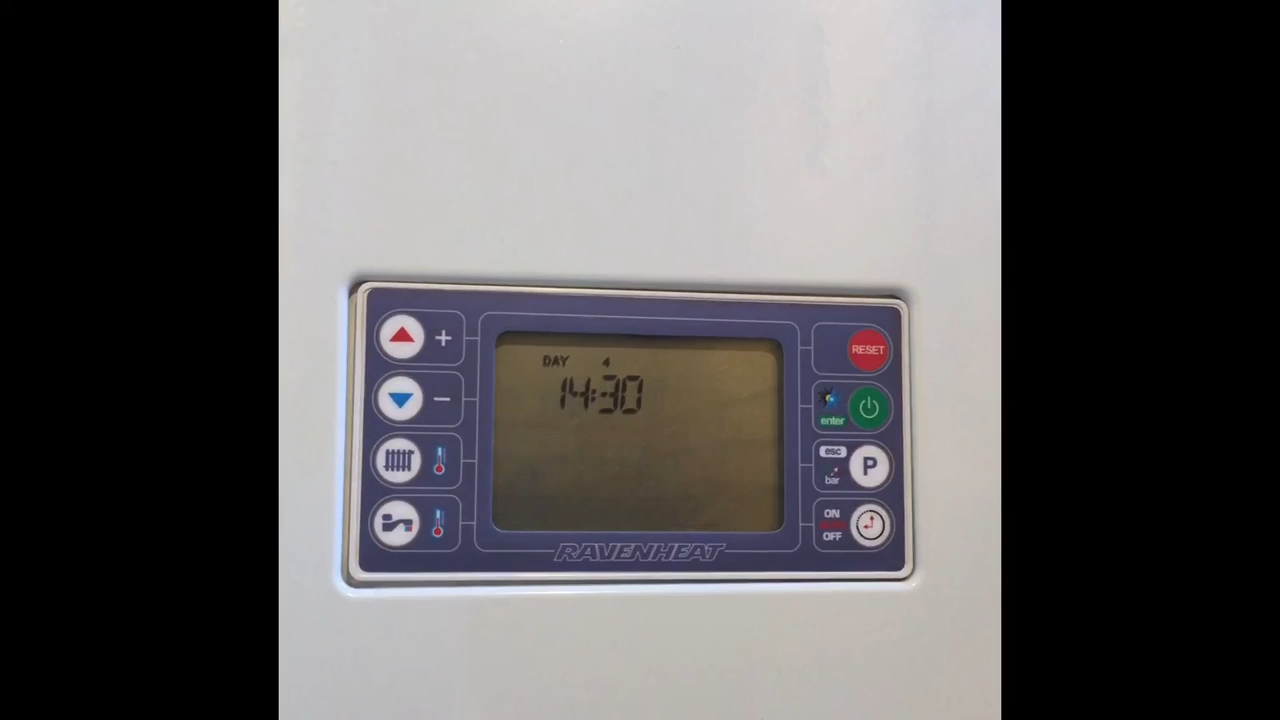 DAY 4
14:30
+
-
RESET
enter
esc
P
bar
ON
OFF
RAVENHEAT